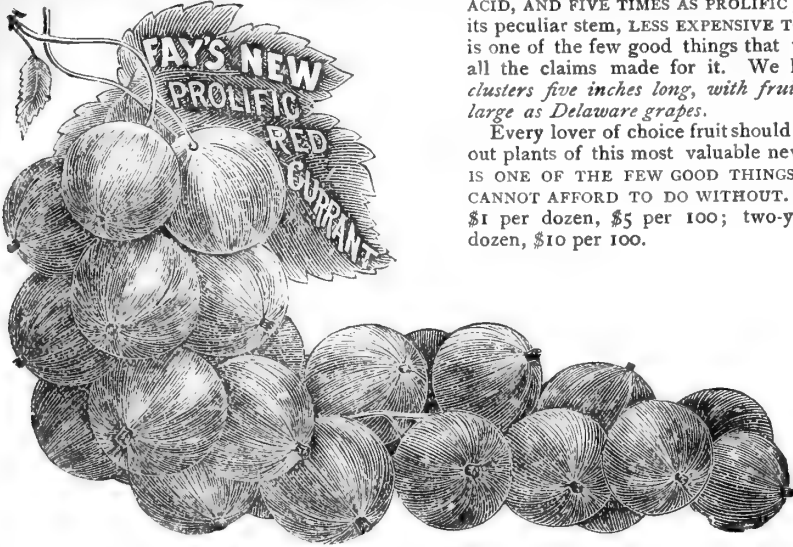 FAY'S NEW
PROLIFIC
RED
CURRANT
ACID, AND FIVE TIMES AS PROLIFIC
its peculiar stem, LESS EXPENSIVE T
is one of the few good things that
all the claims made for it. We
clusters five inches long, with frui
large as Delaware grapes.
Every lover of choice fruit should
out plants of this most valuable ne
IS ONE OF THE FEW GOOD THINGS
CANNOT AFFORD TO DO WITHOUT.
$1 per dozen, $5 per 100; two-y
dozen, $10 per 100.